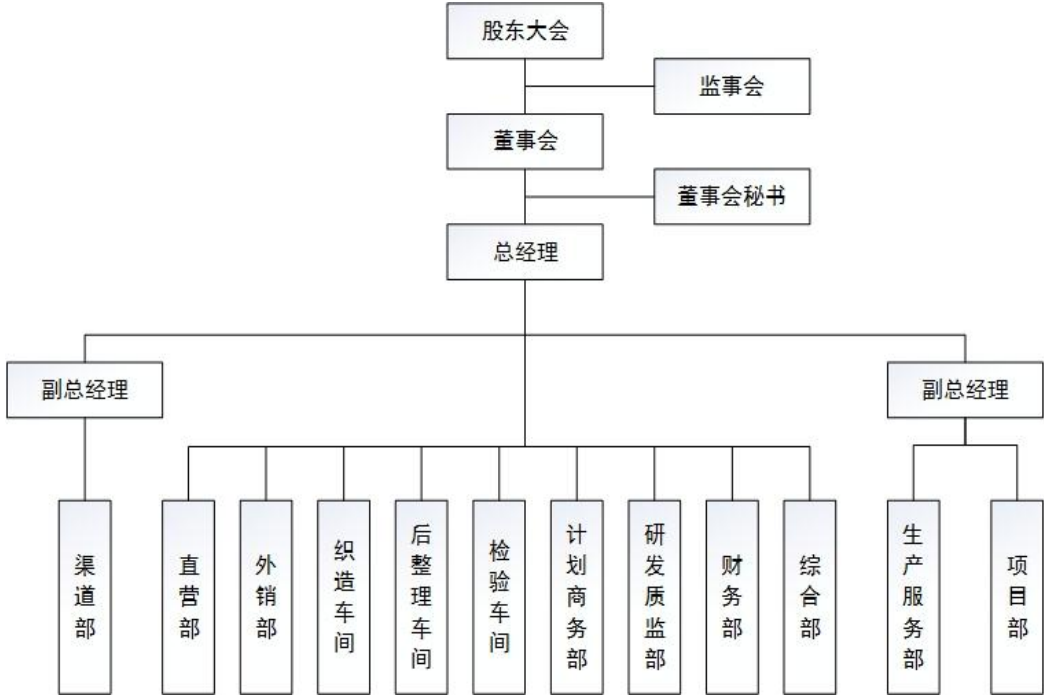 股东大会
监事会
董事会
董事会秘书
总经理
副总经理
副总经理
渠道部
直营部
外销部
织造车间
后整理车间
检验车间
计划商务部
研发质监部
财务部
综合部
生产服务部
项目部